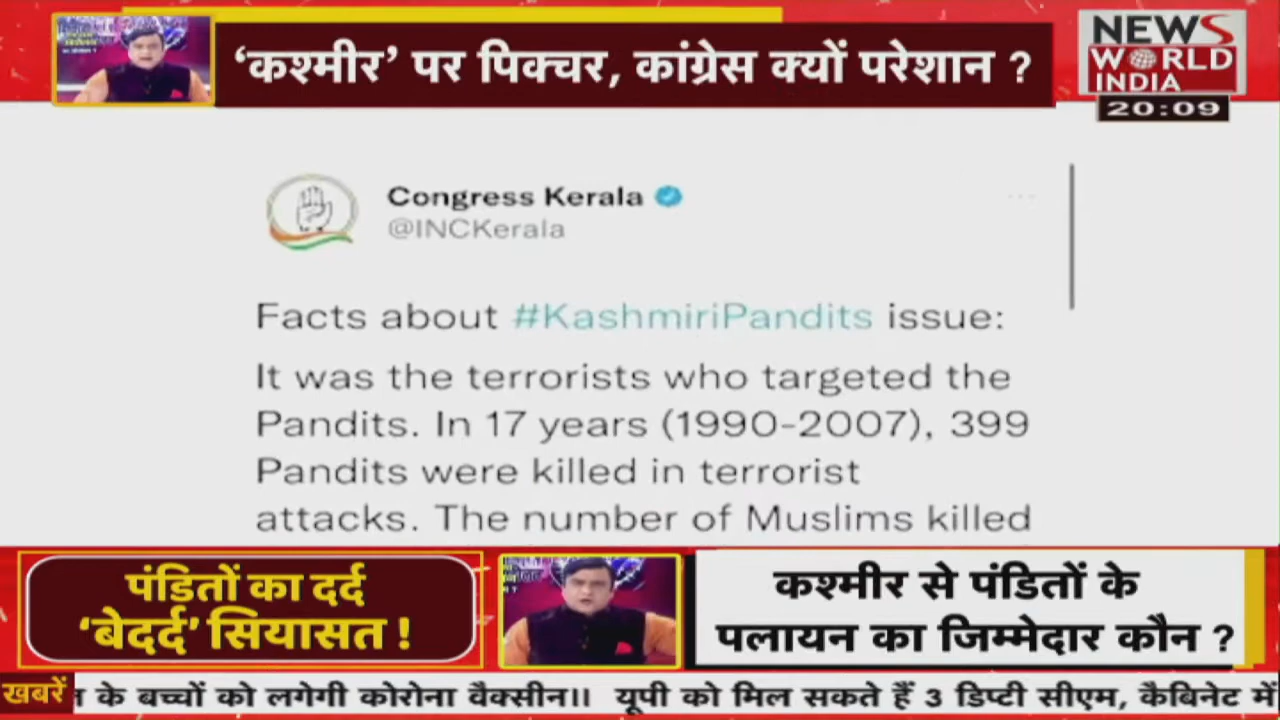 ‘कश्मीर’ पर पिक्चर, कांग्रेस क्यों परेशान ?
NEWS
WORLD
INDIA
20:09
Congress Kerala
@INCKerala
Facts about #KashmiriPandits issue:
It was the terrorists who targeted the
Pandits. In 17 years (1990-2007), 399
Pandits were killed in terrorist
attacks. The number of Muslims killed
पंडितों का दर्द
‘बेदर्द’ सियासत !
कश्मीर से पंडितों के
पलायन का जिम्मेदार कौन ?
खबरें
के बच्चों को लगेगी कोरोना वैक्सीन।। यूपी को मिल सकते हैं 3 डिप्टी सीएम, कैबिनेट में